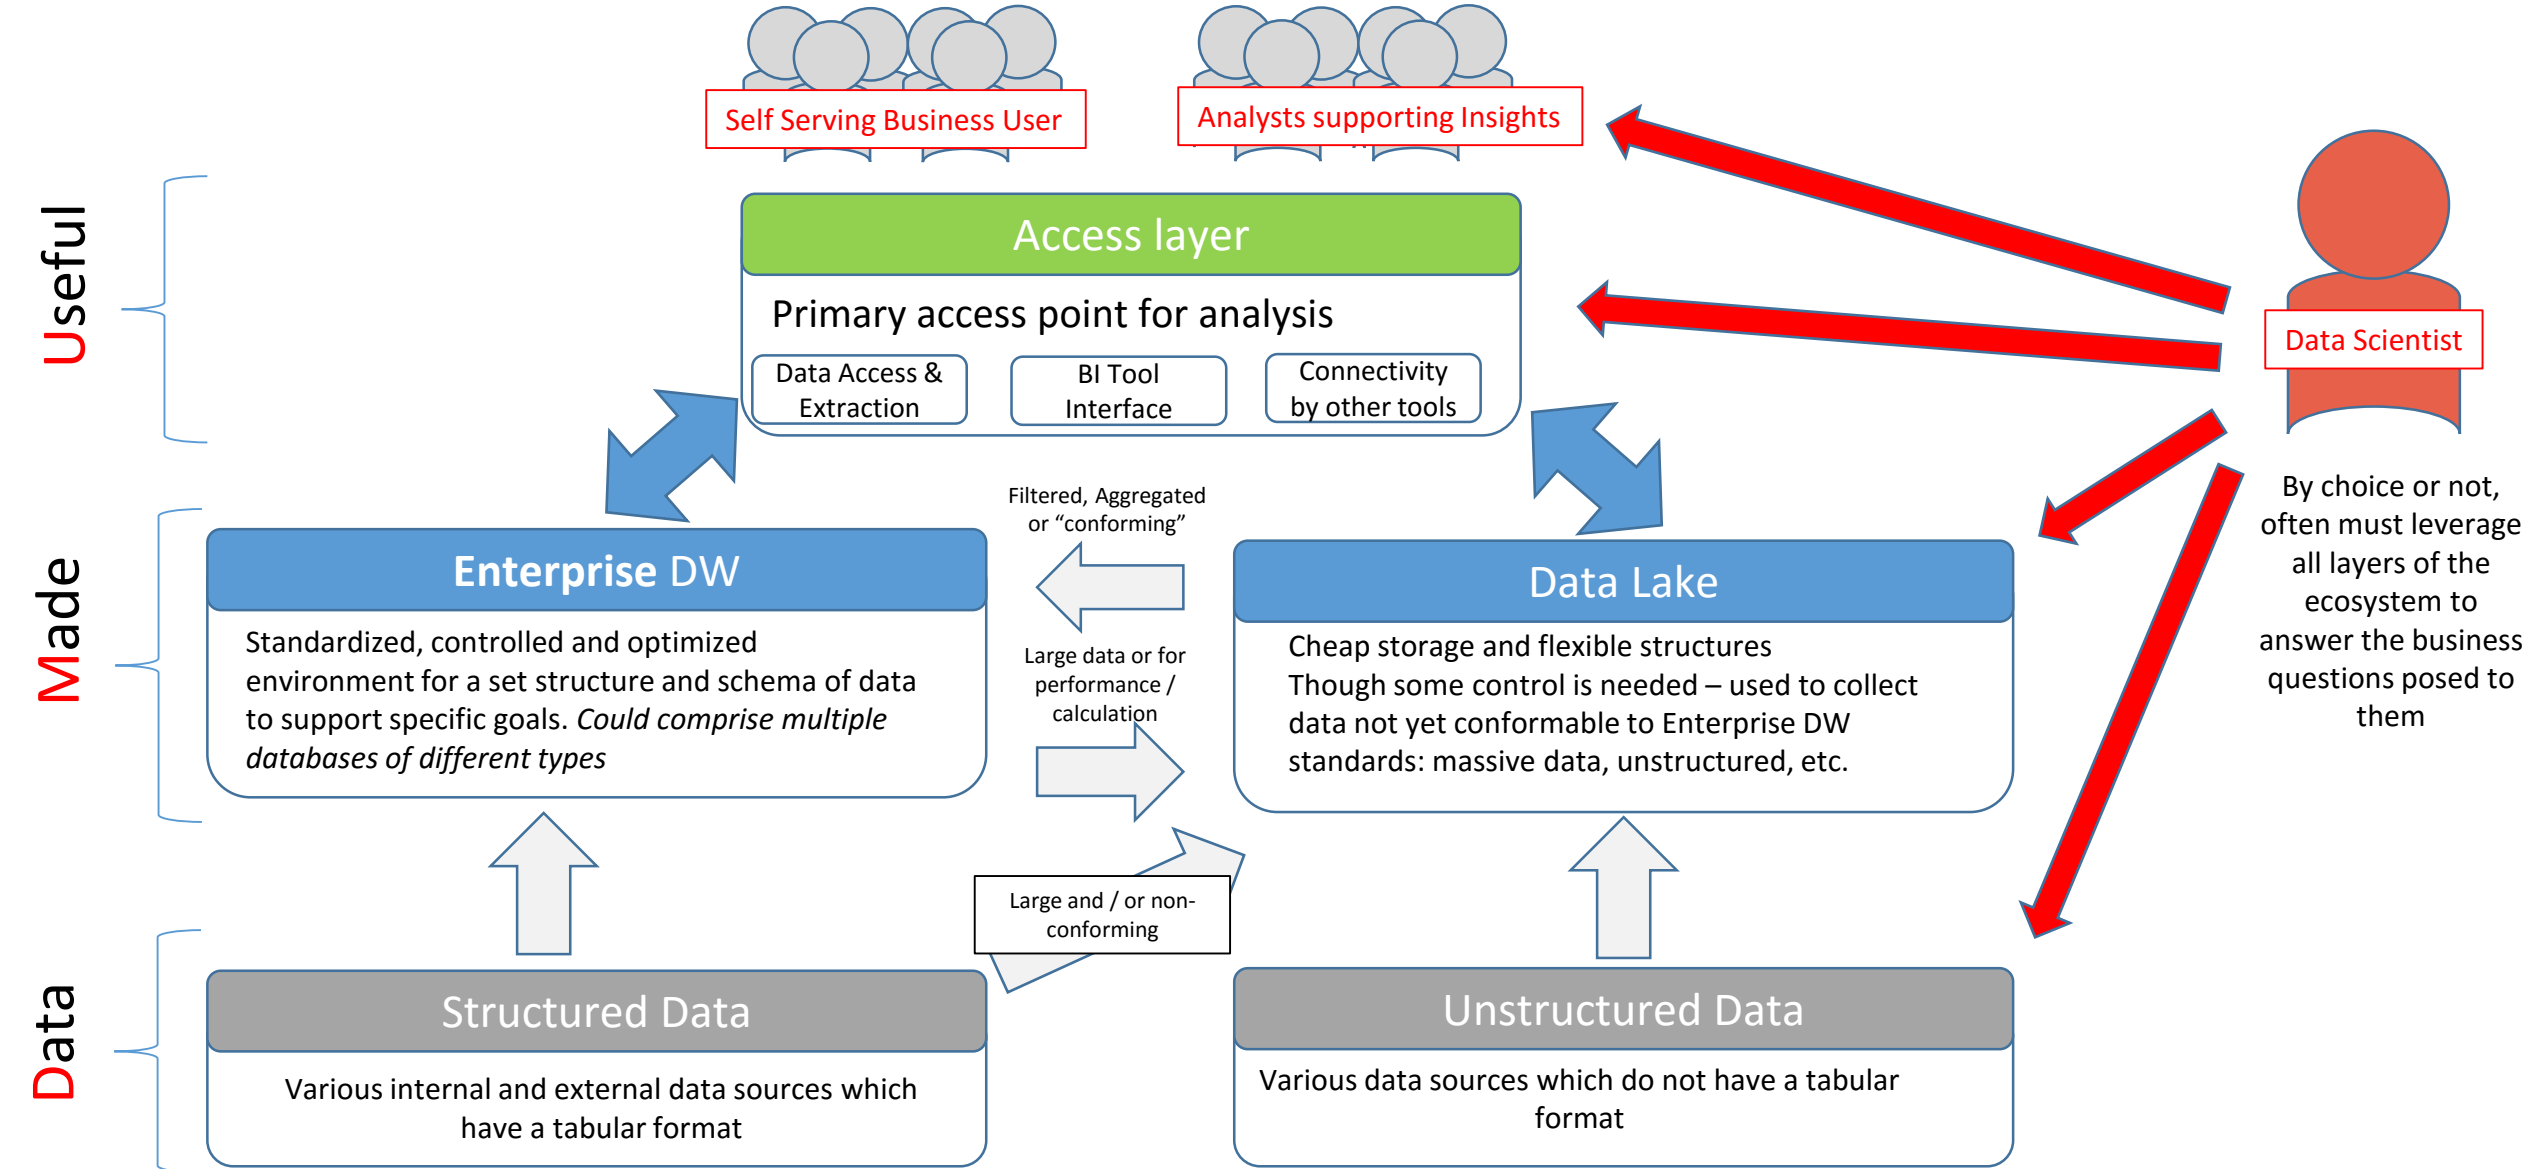 Self Serving Business User
Analysts supporting Insights
Useful
Access layer
Primary access point for analysis
Data Access &
Extraction
BI Tool
Interface
Connectivity
by other tools
Data Scientist
By choice or not,
often must leverage
all layers of the
ecosystem to
answer the business
questions posed to
them
Made
Enterprise DW
Standardized, controlled and optimized
environment for a set structure and schema of data
to support specific goals. Could comprise multiple
databases of different types
Filtered, Aggregated
or “conforming”
Large data or for
performance /
calculation
Data Lake
Cheap storage and flexible structures
Though some control is needed – used to collect
data not yet conformable to Enterprise DW
standards: massive data, unstructured, etc.
Large and / or non-
conforming
Data
Structured Data
Various internal and external data sources which
have a tabular format
Unstructured Data
Various data sources which do not have a tabular
format